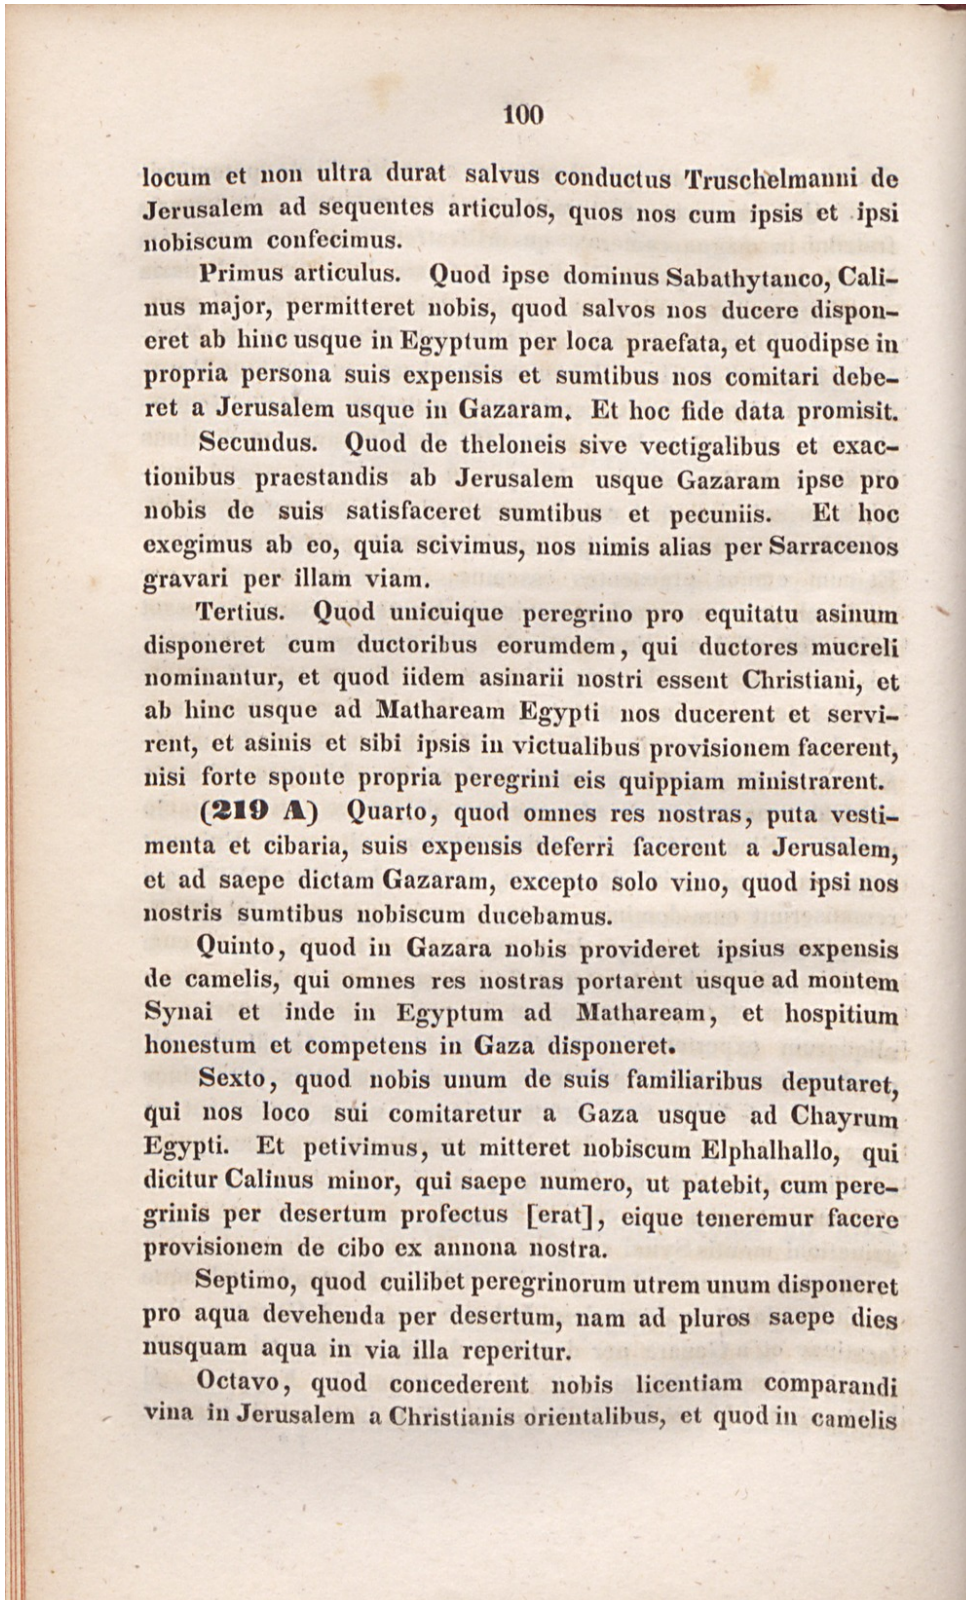 100
locum et non ultra durat salvus conductus Truschelmanni de
Jerusalem ad sequentes articulos, quos nos cum ipsis et ipsi
nobiscum confecimus.
Primus articulus. Quod ipse dominus Sabathytanco, Cali-
nus major, permitteret nobis, quod salvos nos ducere dispon-
eret ab hinc usque in Egyptum per loca praefata, et quodipse in
propria persona suis expensis et sumtibus nos comitari debe-
ret a Jerusalem usque in Gazaram. Et hoc fide data promisit.
Secundus. Quod de theloneis sive vectigalibus et exac-
tionibus praestandis ab Jerusalem usque Gazaram ipse pro
nobis de suis satisfaceret sumtibus et pecuniis. Et hoc
exegimus ab eo, quia scivimus, nos nimis alias per Sarracenos
gravari per illam viam.
Tertius. Quod unicuique peregrino pro equitatu asinum
disponeret cum ductoribus eorumdem, qui ductores mucreli
nominantur, et quod iidem asinarii nostri essent Christiani, et
ab hinc usque ad Mathaream Egypti nos ducerent et servi-
rent, et asinis et sibi ipsis in victualibus provisionem facerent,
nisi forte sponte propria peregrini eis quippiam ministrarent.
(219 A) Quarto, quod omnes res nostras, puta vesti-
menta et cibaria, suis expensis deferri facerent a Jerusalem,
et ad saepe dictam Gazaram, excepto solo vino, quod ipsi nos
nostris sumtibus nobiscum ducebamus.
Quinto, quod in Gazara nobis provideret ipsius expensis
de camelis, qui omnes res nostras portarent usque ad montem
Synai et inde in Egyptum ad Mathaream, et hospitium
honestum et competens in Gaza disponeret.
Sexto, quod nobis unum de suis familiaribus deputaret,
qui nos loco sui comitaretur a Gaza usque ad Chayrum
Egypti. Et petivimus, ut mitteret nobiscum Elphalhallo, qui
dicitur Calinus minor, qui saepe numero, ut patebit, cum pere-
grinis per desertum profectus [erat], eique teneremur facere
provisionem de cibo ex annona nostra.
Septimo, quod cuilibet peregrinorum utrem unum disponeret
pro aqua devehenda per desertum, nam ad plures saepe dies
nusquam aqua in via illa reperitur.
Octavo, quod concederent nobis licentiam comparandi
vina in Jerusalem a Christianis orientalibus, et quod in camelis